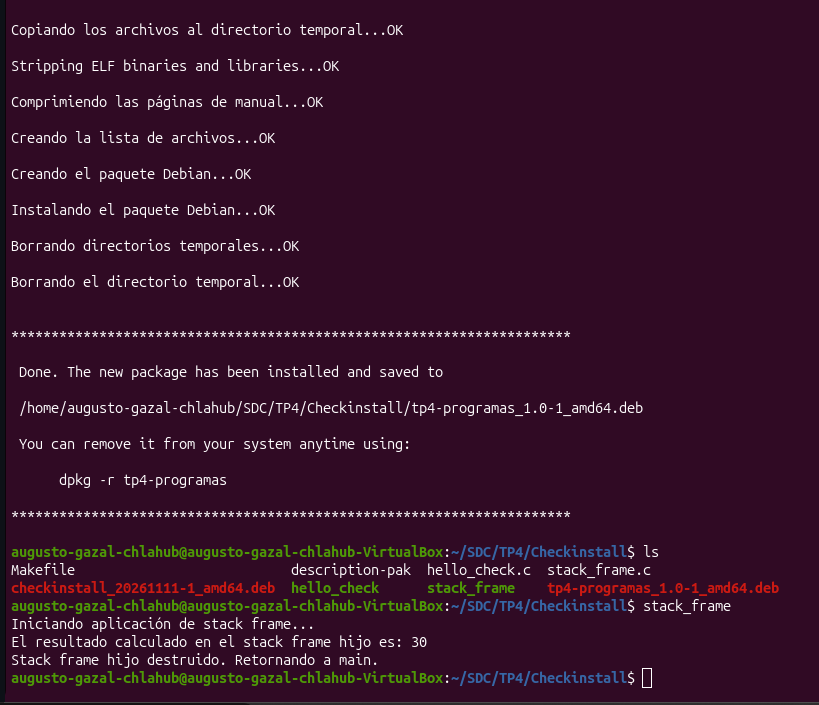 Copiando los archivos al directorio temporal...OK
Stripping ELF binaries and libraries...OK
Comprimiendo las páginas de manual...OK
Creando la lista de archivos...OK
Creando el paquete Debian...OK
Instalando el paquete Debian...OK
Borrando directorios temporales...OK
Borrando el directorio temporal...OK
**********************************************************************
Done. The new package has been installed and saved to
/home/augusto-gazal-chlahub/SDC/TP4/Checkinstall/tp4-programas_1.0-1_amd64.deb
You can remove it from your system anytime using:
dpkg -r tp4-programas
**********************************************************************
augusto-gazal-chlahub@augusto-gazal-chlahub-VirtualBox:~/SDC/TP4/Checkinstall$ ls
Makefile description-pak hello_check.c stack_frame.c
checkinstall_20261111-1_amd64.deb hello_check stack_frame tp4-programas_1.0-1_amd64.deb
augusto-gazal-chlahub@augusto-gazal-chlahub-VirtualBox:~/SDC/TP4/Checkinstall$ stack_frame
Iniciando aplicación de stack frame...
El resultado calculado en el stack frame hijo es: 30
Stack frame hijo destruido. Retornando a main.
augusto-gazal-chlahub@augusto-gazal-chlahub-VirtualBox:~/SDC/TP4/Checkinstall$